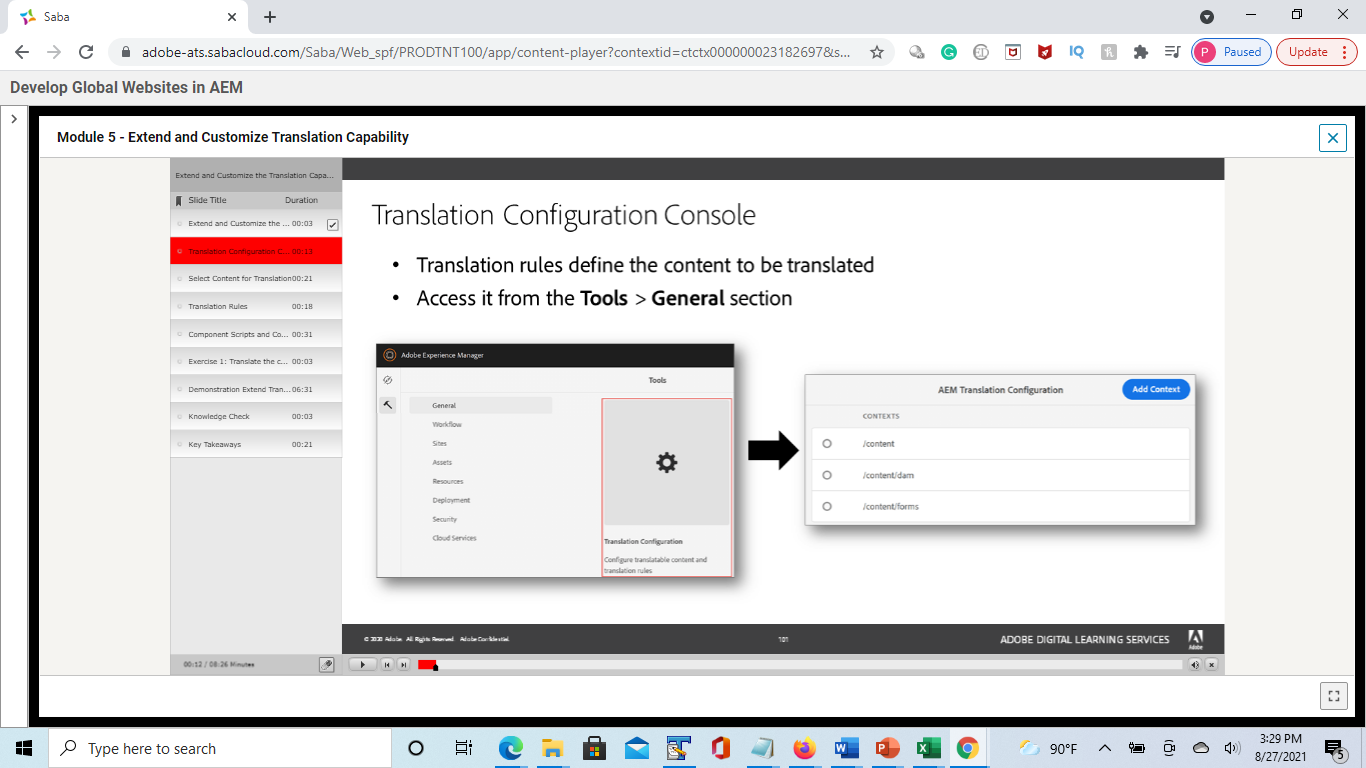 Saba
adobe-ats.sabacloud.com/Saba/Web_spf/PRODTNT100/app/content-player?contextid=ctctx000000023182697&s...
IQ
P Paused
Update
Develop Global Websites in AEM
Module 5 - Extend and Customize Translation Capability
Extend and Customize the Translation Capa...
Slide Title Duration
Extend and Customize the ... 00:03
Translation Configuration C... 00:13
Select Content for Translation 00:21
Translation Rules 00:18
Component Scripts and Co... 00:31
Exercise 1: Translate the c... 00:03
Demonstration Extend Tran... 06:31
Knowledge Check 00:03
Key Takeaways 00:21
00:12 / 08:26 Minutes
Translation Configuration Console
• Translation rules define the content to be translated
• Access it from the Tools > General section
Adobe Experience Manager
Tools
General
Workflow
Sites
Assets
Resources
Deployment
Security
Cloud Services
Translation Configuration
Configure translatable content and
translation rules
AEM Translation Configuration
Add Context
CONTEXTS
/content
/content/dam
/content/forms
© 2020 Adobe. All Rights Reserved. Adobe Confidential.
101
ADOBE DIGITAL LEARNING SERVICES
Adobe
Type here to search
90°F
3:29 PM
8/27/2021
5